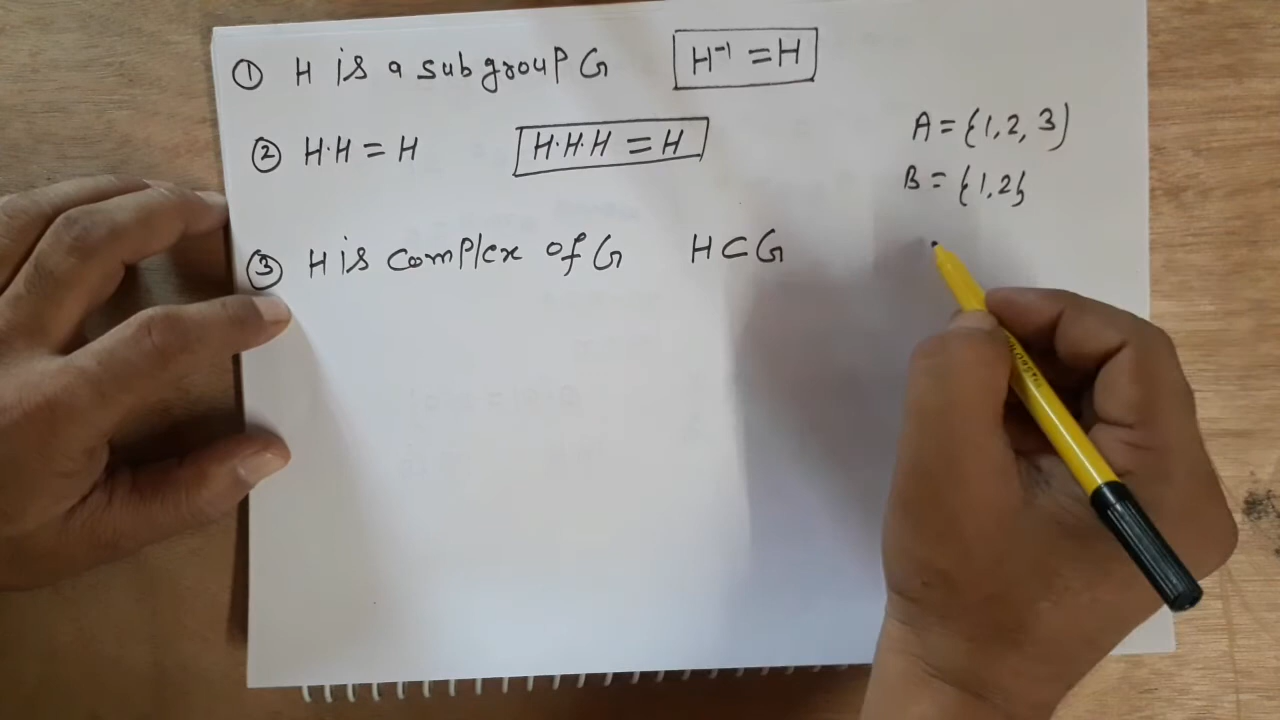 ① H is a subgroup G H⁻¹ = H
② H·H = H H·H·H = H
③ H is complex of G H ⊂ G
A = {1, 2, 3)
B = {1, 2}